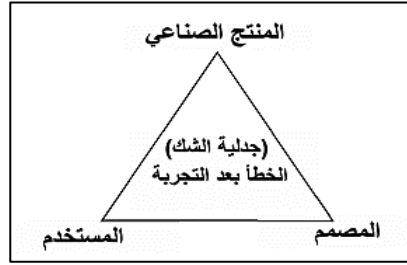 المنتج الصناعي
(جدلية الشك)
الخطأ بعد التجربة
المصمم
المستخدم